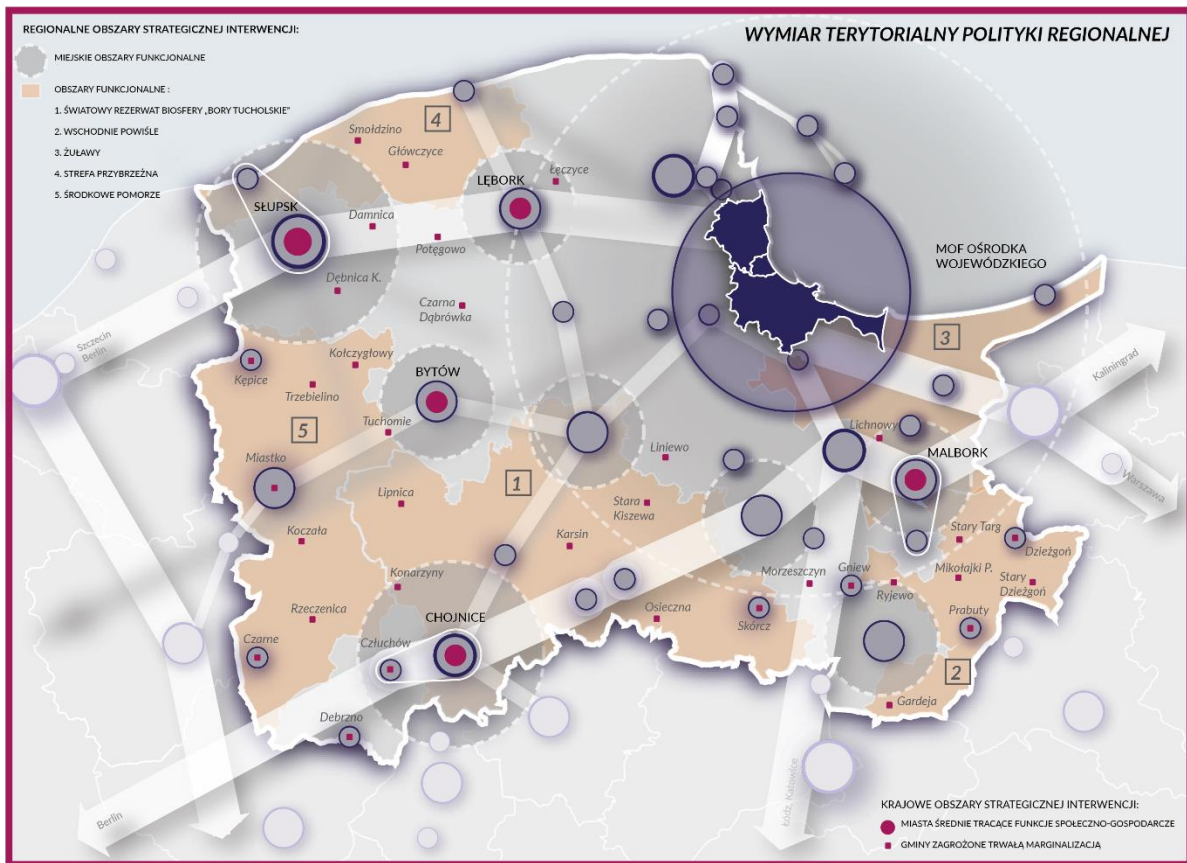 REGIONALNE OBSZARY STRATEGICZNEJ INTERWENCJI:
MIEJSKIE OBSZARY FUNKCJONALNE
OBSZARY FUNKCJONALNE :
1. ŚWIATOWY REZERWAT BIOSFERY „BORY TUCHOLSKIE"
2. WSCHODNIE POWIŚLE
3. ŻUŁAWY
4. STREFA PRZYBRZEŻNA
5. ŚRODKOWE POMORZE
WYMIAR TERYTORIALNY POLITYKI REGIONALNEJ
4
Smołdzino
Główczyce
LĘBORK
Łęczyce
SŁUPSK
Damnica
Potęgowo
MOF OŚRODKA
WOJEWÓDZKIEGO
Dębnica K.
Czarna
Dąbrówka
3
Szczecin
Berlin
Kaliningrad
Kołczygłowy
Kępice
Trzebielino
BYTÓW
5
Tuchomie
Lichnowy
Liniewo
MALBORK
Miastko
1
Warszawa
Lipnica
Stara
Kiszewa
Koczała
Karsin
Stary Targ
Dzieżgoń
Konarzyny
Morzeszczyn
Gniew
Mikołajki P.
Stary
Dzieżgoń
Ryjewo
Rzeczenica
CHOJNICE
Osieczna
Skórcz
Prabuty
Czarne
Człuchów
2
Gardeja
Debrzno
Berlin
Łódź, Katowice
KRAJOWE OBSZARY STRATEGICZNEJ INTERWENCJI:
MIASTA ŚREDNIE TRACĄCE FUNKCJE SPOŁECZNO-GOSPODARCZE
GMINY ZAGROŻONE TRWAŁĄ MARGINALIZACJĄ